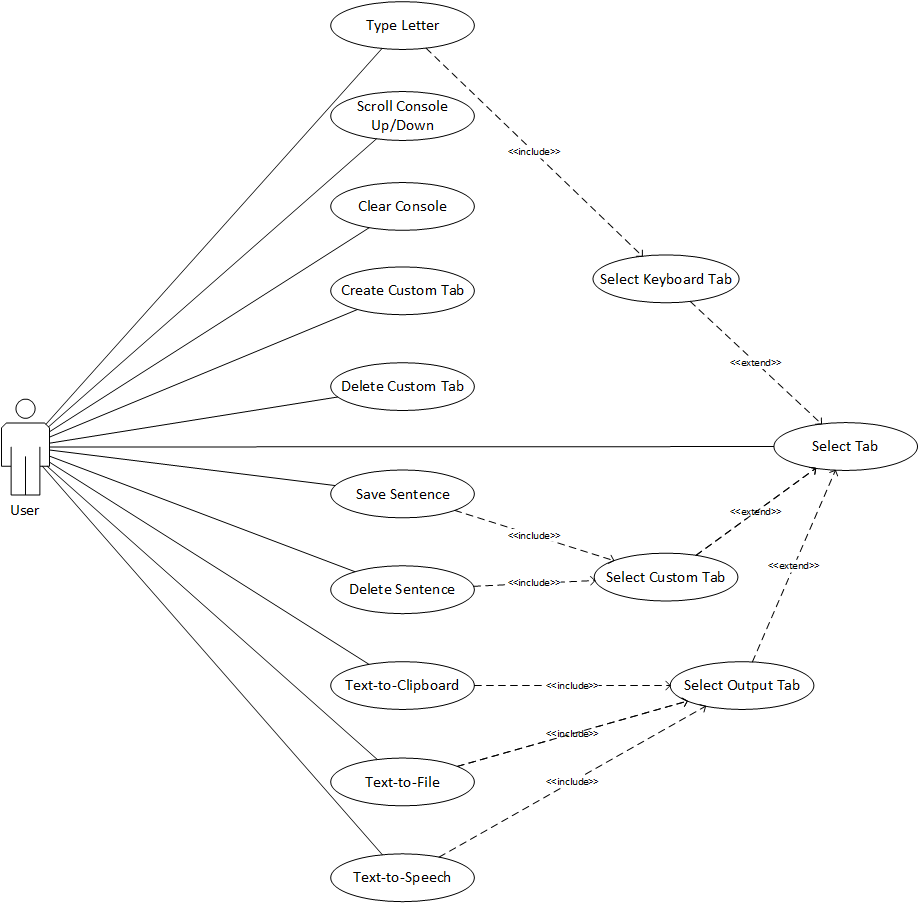 Type Letter
Scroll Console
Up/Down
<<include>>
Clear Console
Select Keyboard Tab
Create Custom Tab
<<extend>>
Delete Custom Tab
Select Tab
Save Sentence
User
<<extend>>
<<include>>
<<extend>>
Select Custom Tab
<<include>>
Delete Sentence
Text-to-Clipboard
<<include>>
Select Output Tab
<<include>>
Text-to-File
<<include>>
Text-to-Speech